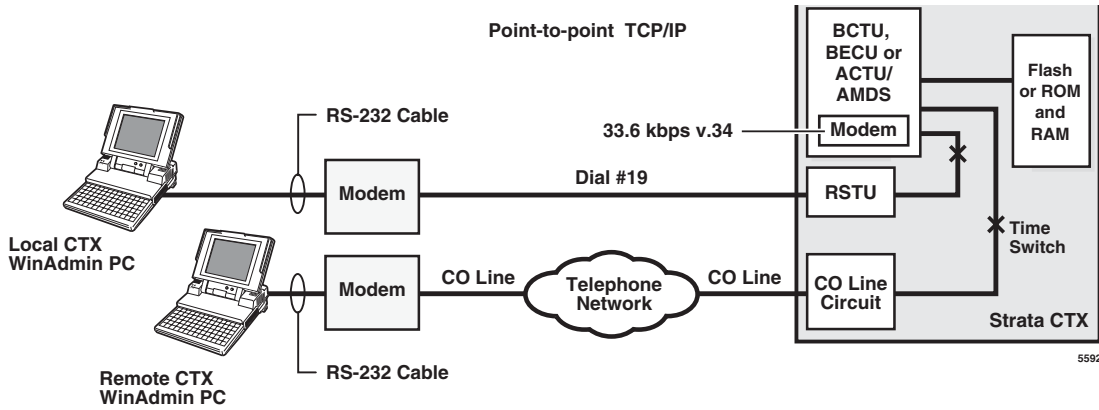 Point-to-point TCP/IP
BCTU,
BECU or
ACTU/
AMDS
Flash
or ROM
and
RAM
RS-232 Cable
33.6 kbps v.34
Modem
Modem
Dial #19
RSTU
Local CTX
WinAdmin PC
Time
Switch
Modem
CO Line
Telephone
Network
CO Line
CO Line
Circuit
Strata CTX
5592
RS-232 Cable
Remote CTX
WinAdmin PC